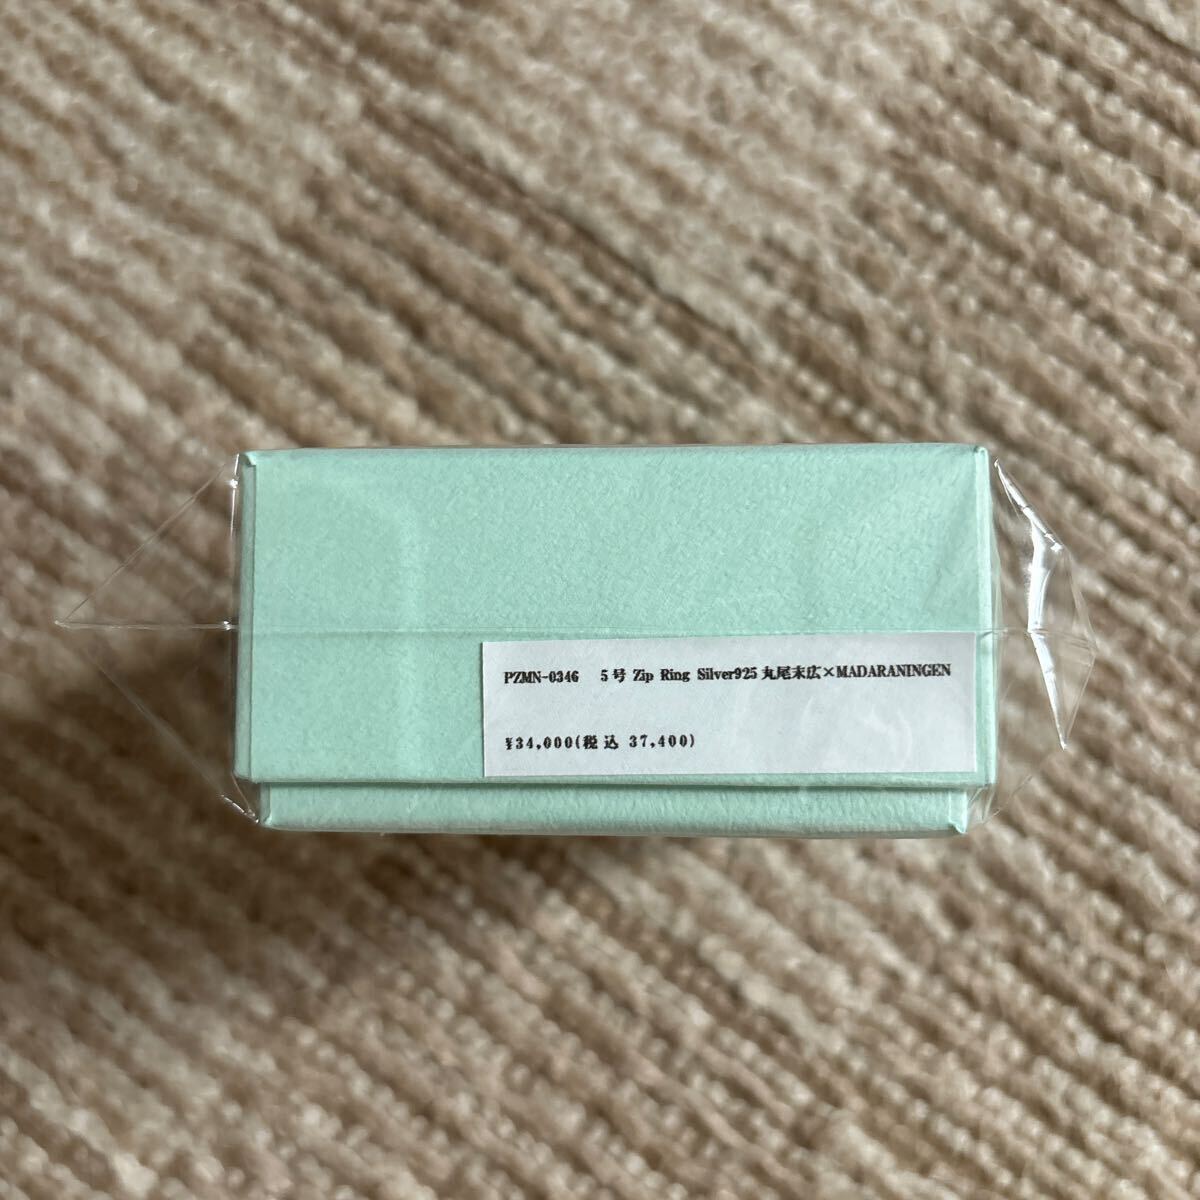 PZMN-0346 5号 Zip Ring Silver925 丸尾末広×MADARANINGEN
¥34,000(税込 37,400)